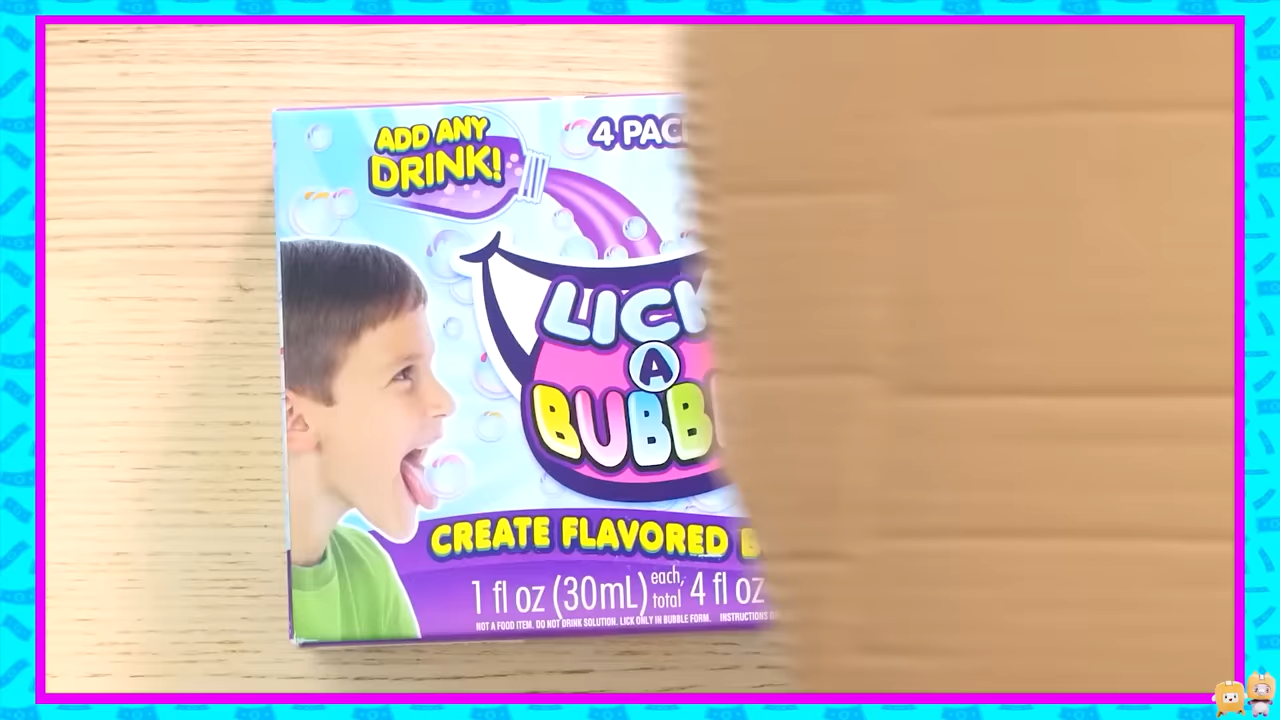 ADD ANY
DRINK!
4 PAC
LICK
A
BUBB
CREATE FLAVORED B
1 fl oz (30mL) each, total 4 fl oz
NOT A FOOD ITEM. DO NOT DRINK SOLUTION. LICK ONLY IN BUBBLE FORM. INSTRUCTIONS